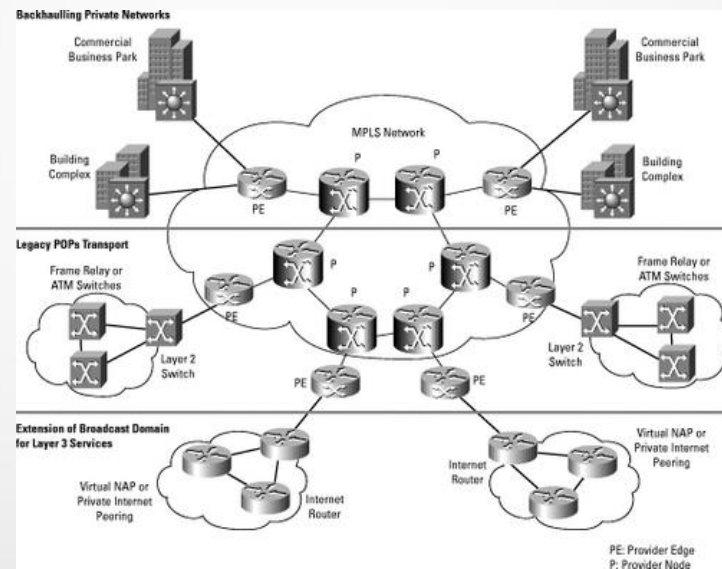 Backhaulling Private Networks
Commercial
Business Park
Commercial
Business Park
MPLS Network
P
P
Building
Complex
Building
Complex
PE
PE
Legacy POPs Transport
Frame Relay or
ATM Switches
P
P
Frame Relay or
ATM Switches
PE
P
P
PE
Layer 2
Switch
Layer 2
Switch
PE
PE
Extension of Broadcast Domain
for Layer 3 Services
Virtual NAP or
Private Internet
Peering
Internet
Router
Internet
Router
Virtual NAP or
Private Internet
Peering
PE: Provider Edge
P: Provider Node